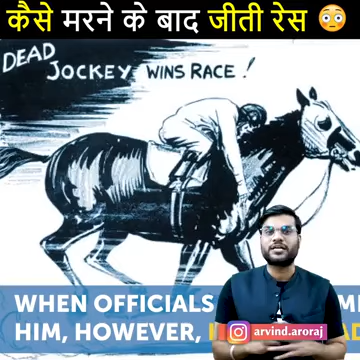 कैसे मरने के बाद जीती रेस 😳
DEAD
JOCKEY WINS RACE!
WHEN OFFICIALS
HIM, HOWEVER,
arvind.aroraj